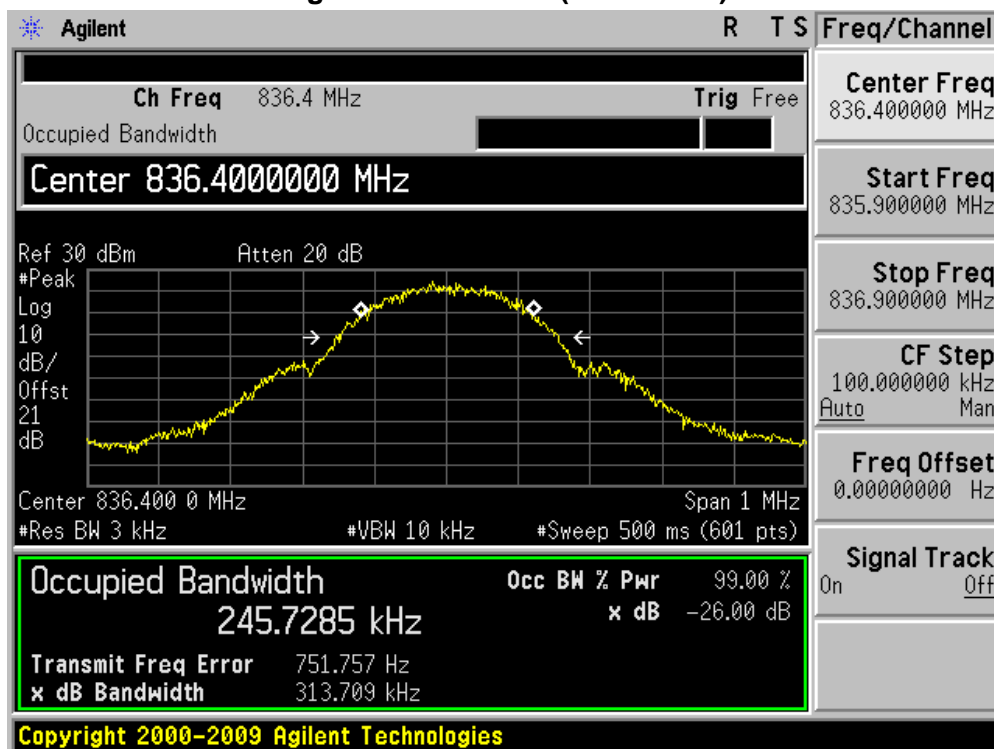 Agilent R T S Freq/Channel
Ch Freq 836.4 MHz Trig Free
Occupied Bandwidth
Center 836.4000000 MHz
Ref 30 dBm Atten 20 dB
#Peak
Log
10
dB/
Offst
21
dB
Center 836.400 0 MHz Span 1 MHz
#Res BW 3 kHz #VBW 10 kHz #Sweep 500 ms (601 pts)
Occupied Bandwidth Occ BW % Pwr 99.00 %
245.7285 kHz x dB -26.00 dB
Transmit Freq Error 751.757 Hz
x dB Bandwidth 313.709 kHz
Center Freq
836.400000 MHz
Start Freq
835.900000 MHz
Stop Freq
836.900000 MHz
CF Step
100.000000 kHz
Auto Man
Freq Offset
0.00000000 Hz
Signal Track
On Off
Copyright 2000-2009 Agilent Technologies